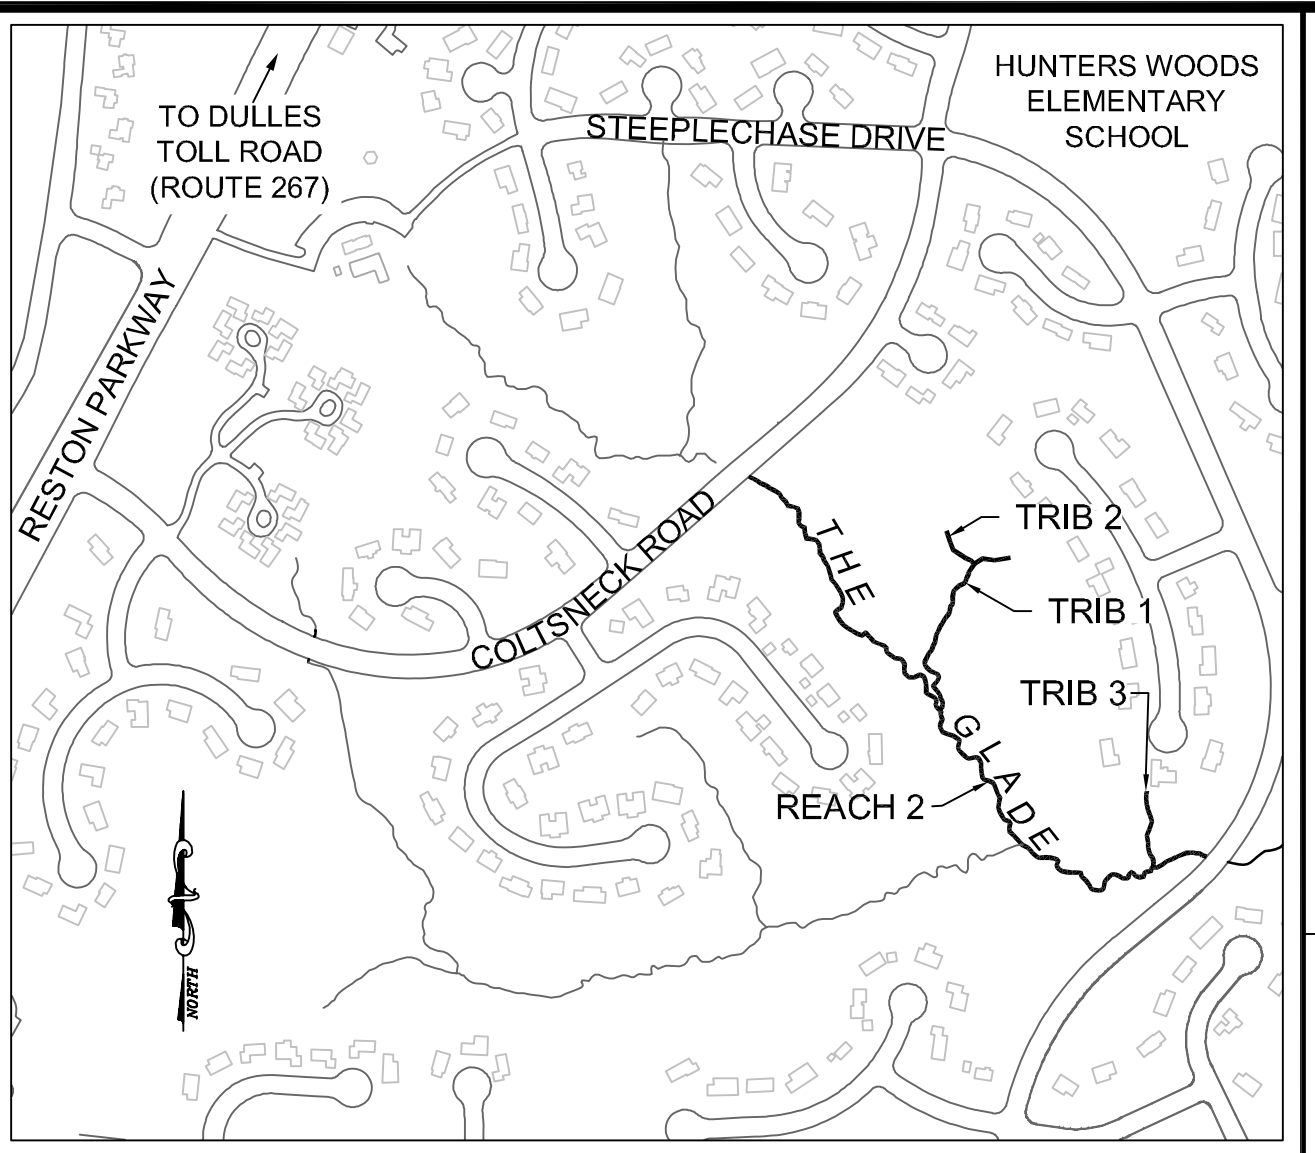 HUNTERS WOODS
ELEMENTARY
SCHOOL
TO DULLES
TOLL ROAD
(ROUTE 267)
STEEPLECHASE DRIVE
RESTON PARKWAY
COLTSNECK ROAD
THE
GLADE
TRIB 2
TRIB 1
TRIB 3
REACH 2
NORTH